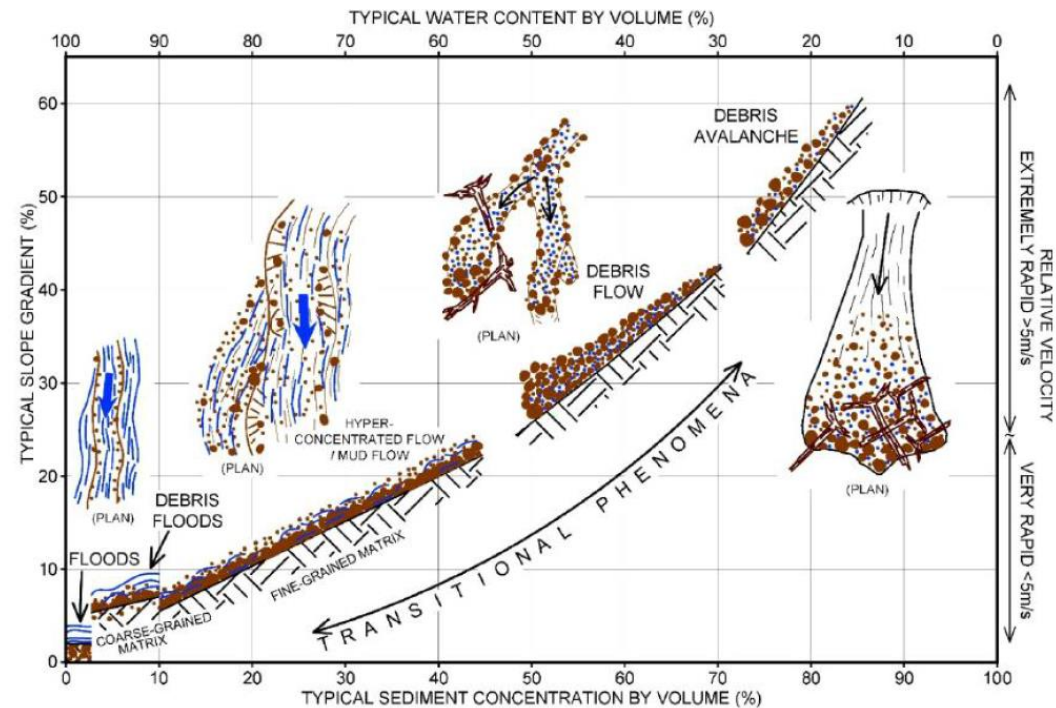 TYPICAL WATER CONTENT BY VOLUME (%)
100 90 80 70 60 50 40 30 20 10 0
60
50
40
30
20
10
0
TYPICAL SLOPE GRADIENT (%)
DEBRIS
AVALANCHE
DEBRIS
FLOW
(PLAN)
HYPER-
CONCENTRATED FLOW
/ MUD FLOW
(PLAN)
(PLAN)
(PLAN)
DEBRIS
FLOODS
FLOODS
COARSE-GRAINED
MATRIX
FINE-GRAINED MATRIX
TRANSITIONAL PHENOMENA
EXTREMELY RAPID >5m/s
~
VERY RAPID <5m/s
RELATIVE VELOCITY
0 10 20 30 40 50 60 70 80 90 100
TYPICAL SEDIMENT CONCENTRATION BY VOLUME (%)